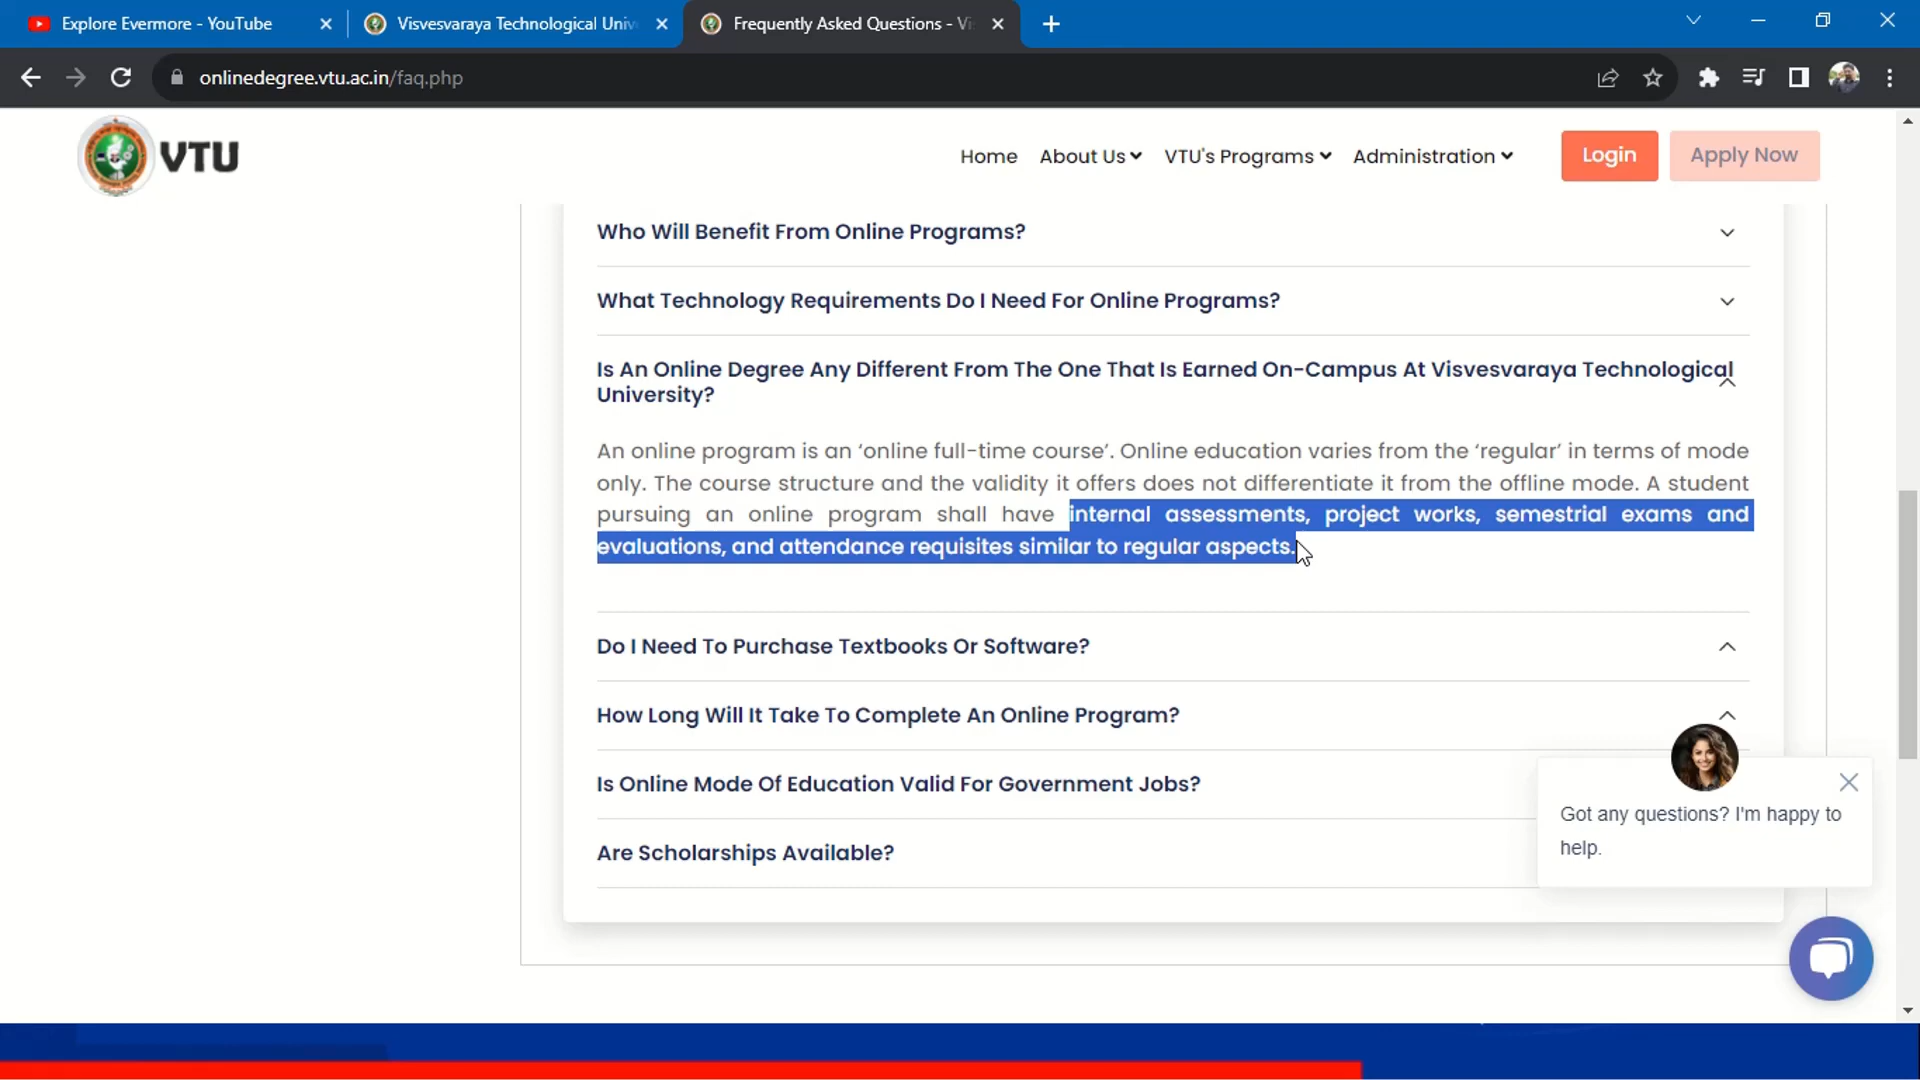 Explore Evermore - YouTube
Visvesvaraya Technological Univ
Frequently Asked Questions - Vi
onlinedegree.vtu.ac.in/faq.php
VTU
Home
About Us
VTU's Programs
Administration
Login
Apply Now
Who Will Benefit From Online Programs?
What Technology Requirements Do I Need For Online Programs?
Is An Online Degree Any Different From The One That Is Earned On-Campus At Visvesvaraya Technological
University?
An online program is an ‘online full-time course’. Online education varies from the ‘regular’ in terms of mode
only. The course structure and the validity it offers does not differentiate it from the offline mode. A student
pursuing an online program shall have internal assessments, project works, semestrial exams and
evaluations, and attendance requisites similar to regular aspects.
Do I Need To Purchase Textbooks Or Software?
How Long Will It Take To Complete An Online Program?
Is Online Mode Of Education Valid For Government Jobs?
Are Scholarships Available?
Got any questions? I'm happy to
help.